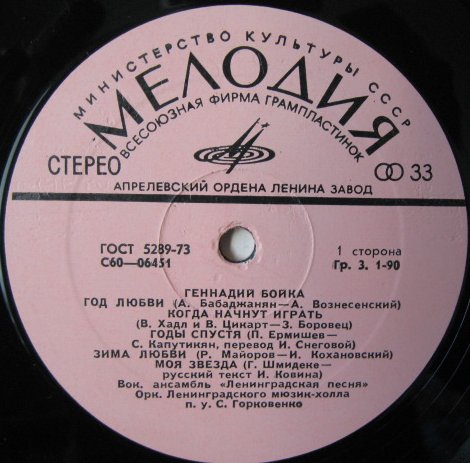 МИНИСТЕРСТВО КУЛЬТУРЫ СССР
МЕЛОДИЯ
ВСЕСОЮЗНАЯ ФИРМА ГРАМПЛАСТИНОК
СТЕРЕО 33
АПРЕЛЕВСКИЙ ОРДЕНА ЛЕНИНА ЗАВОД
ГОСТ 5289-73 1 сторона
С60—06451 Гр. 3. 1-90
ГЕННАДИЙ БОЙКА
ГОД ЛЮБВИ (А. Бабаджанян—А. Вознесенский)
КОГДА НАЧНУТ ИГРАТЬ
(В. Хадл и В. Цикарт—З. Боровец)
ГОДЫ СПУСТЯ (П. Ермишев—
С. Капутикян, перевод И. Снеговой)
ЗИМА ЛЮБВИ (Р. Майоров—И. Кохановский)
МОЯ ЗВЕЗДА (Г. Шмидеке—
русский текст И. Ковина)
Вок. ансамбль «Ленинградская песня»
Орк. Ленинградского мюзик-холла
п. у. С. Горковенко